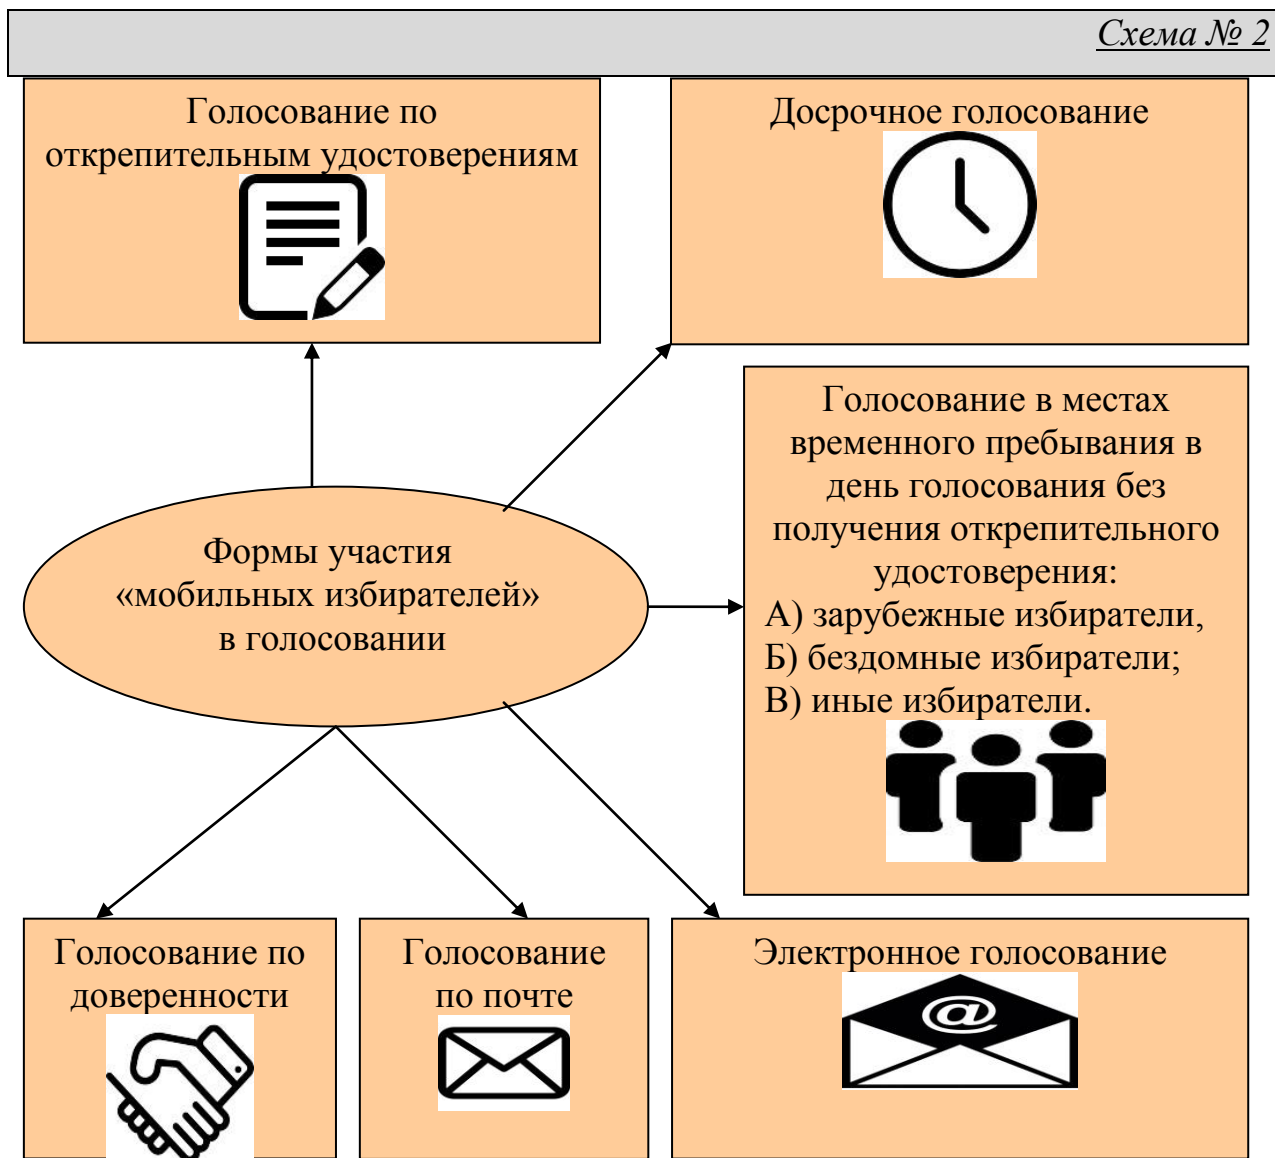 Схема № 2
Голосование по
открепительным удостоверениям
Досрочное голосование
Голосование в местах
временного пребывания в
день голосования без
получения открепительного
удостоверения:
А) зарубежные избиратели,
Б) бездомные избиратели;
В) иные избиратели.
Формы участия
«мобильных избирателей»
в голосовании
Голосование по
доверенности
Голосование
по почте
Электронное голосование
@